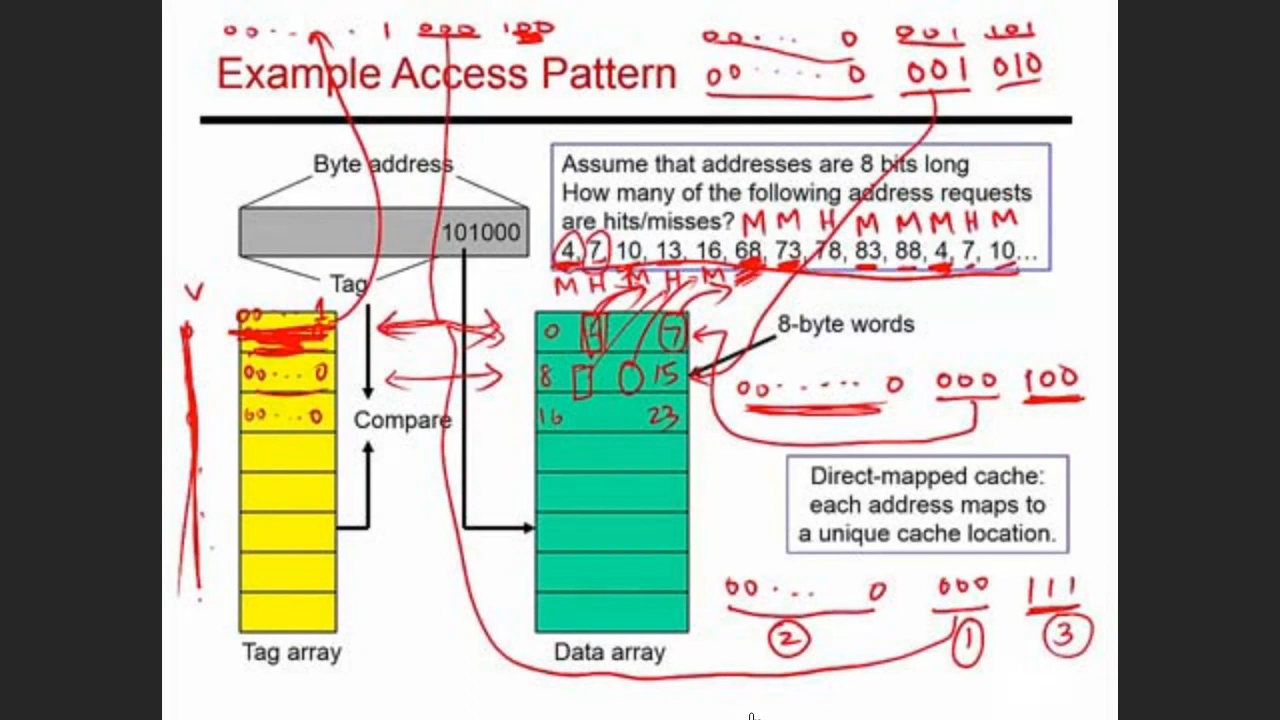 00 . . . . 1 000 100
00 . . . 0 001 101
Example Access Pattern
00 . . . . . 0 001 010
Byte address
Assume that addresses are 8 bits long
How many of the following address requests
are hits/misses? M M H M M M H M
101000
4, 7, 10, 13, 16, 68, 73, 78, 83, 88, 4, 7, 10...
M H M H M
Tag
V
00 . . . 1
0 4 7
8-byte words
00 . . . 0
8 15
00 . . . . . . 0 000 100
00 . . . 0
16 23
Compare
Direct-mapped cache:
each address maps to
a unique cache location.
00 . . . 0 000 111
2 1 3
Tag array
Data array